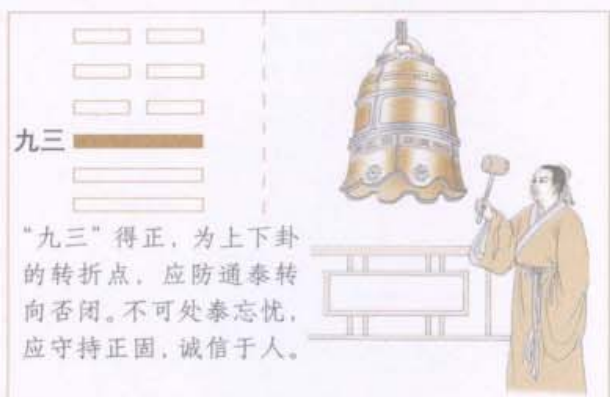 九三
“九三”得正，为上下卦
的转折点，应防通泰转
向否闭。不可处泰忘忧，
应守持正固，诚信于人。